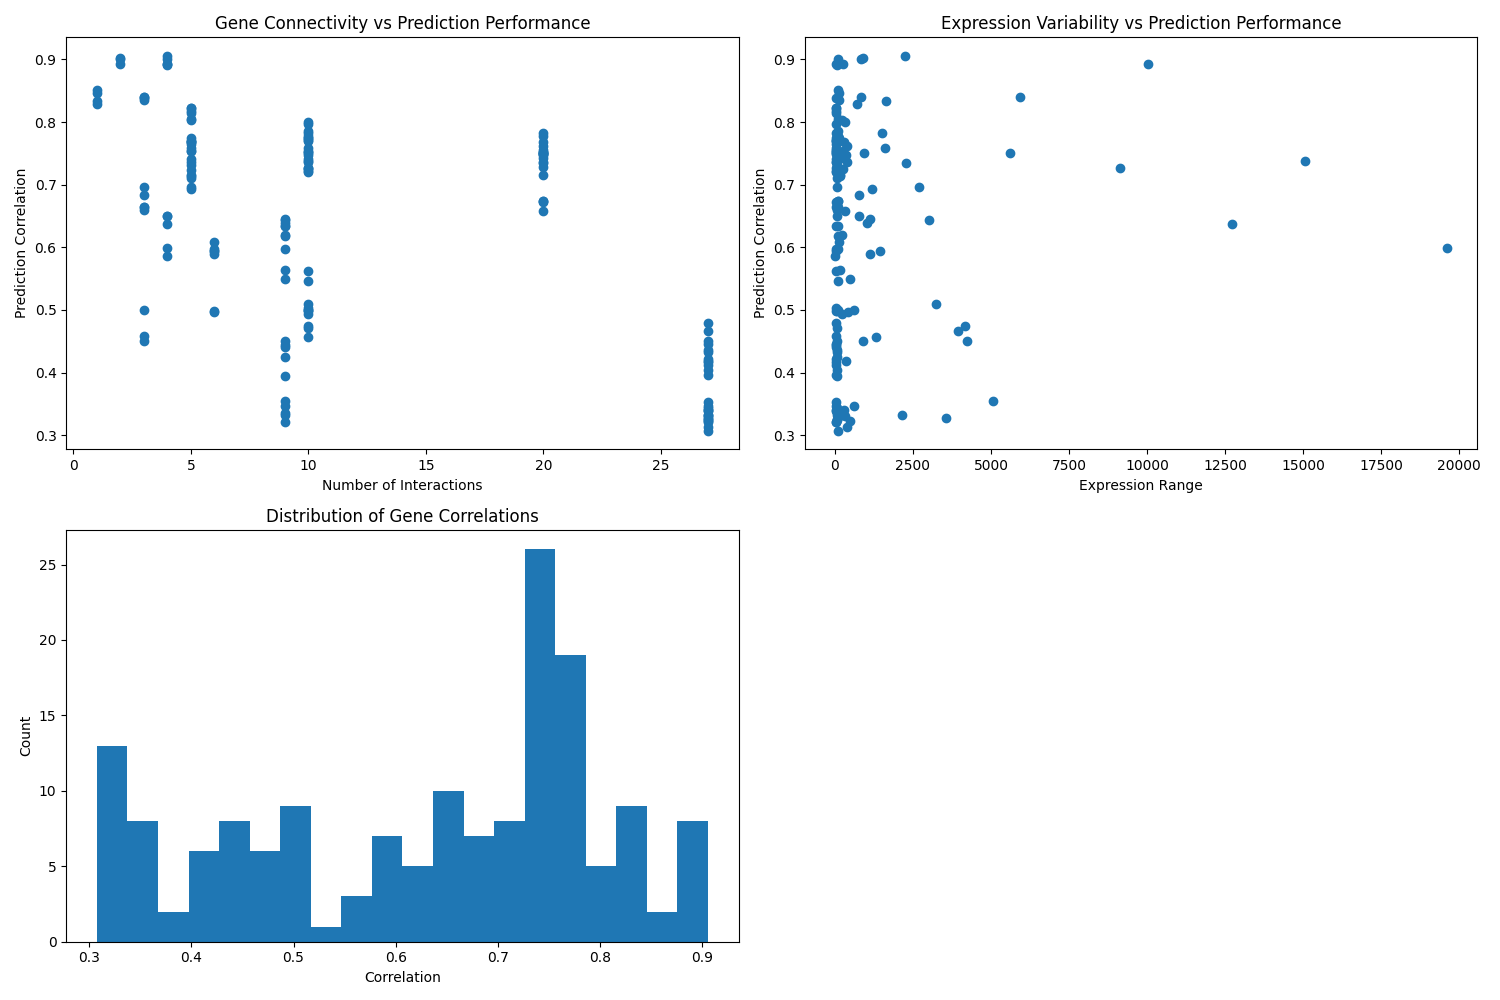 Gene Connectivity vs Prediction Performance
Prediction Correlation
0.9
0.8
0.7
0.6
0.5
0.4
0.3
0 5 10 15 20 25
Number of Interactions
Expression Variability vs Prediction Performance
Prediction Correlation
0.9
0.8
0.7
0.6
0.5
0.4
0.3
0 2500 5000 7500 10000 12500 15000 17500 20000
Expression Range
Distribution of Gene Correlations
Count
25
20
15
10
5
0
0.3 0.4 0.5 0.6 0.7 0.8 0.9
Correlation